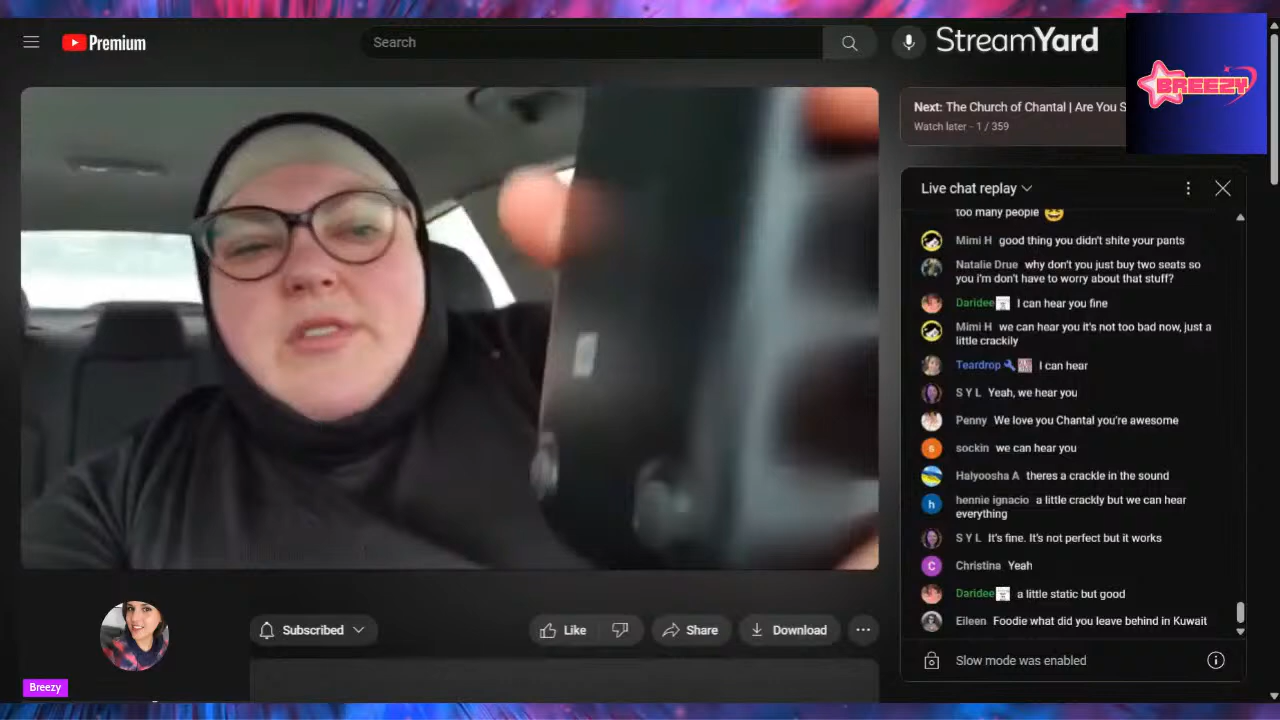 Premium
Search
StreamYard
BREEZY
Next: The Church of Chantal | Are You S
Watch later - 1 / 359
Live chat replay
too many people
Mimi H good thing you didn't shite your pants
Natalie Drue why don't you just buy two seats so
you i'm don't have to worry about that stuff?
Daridee I can hear you fine
Mimi H we can hear you it's not too bad now, just a
little crackily
Teardrop I can hear
S Y L Yeah, we hear you
Penny We love you Chantal you're awesome
s
sockin we can hear you
Halyoosha A theres a crackle in the sound
h
hennie ignacio a little crackly but we can hear
everything
S Y L It's fine. It's not perfect but it works
C
Christina Yeah
Daridee a little static but good
Eileen Foodie what did you leave behind in Kuwait
Slow mode was enabled
Subscribed
Like
Share
Download
Breezy